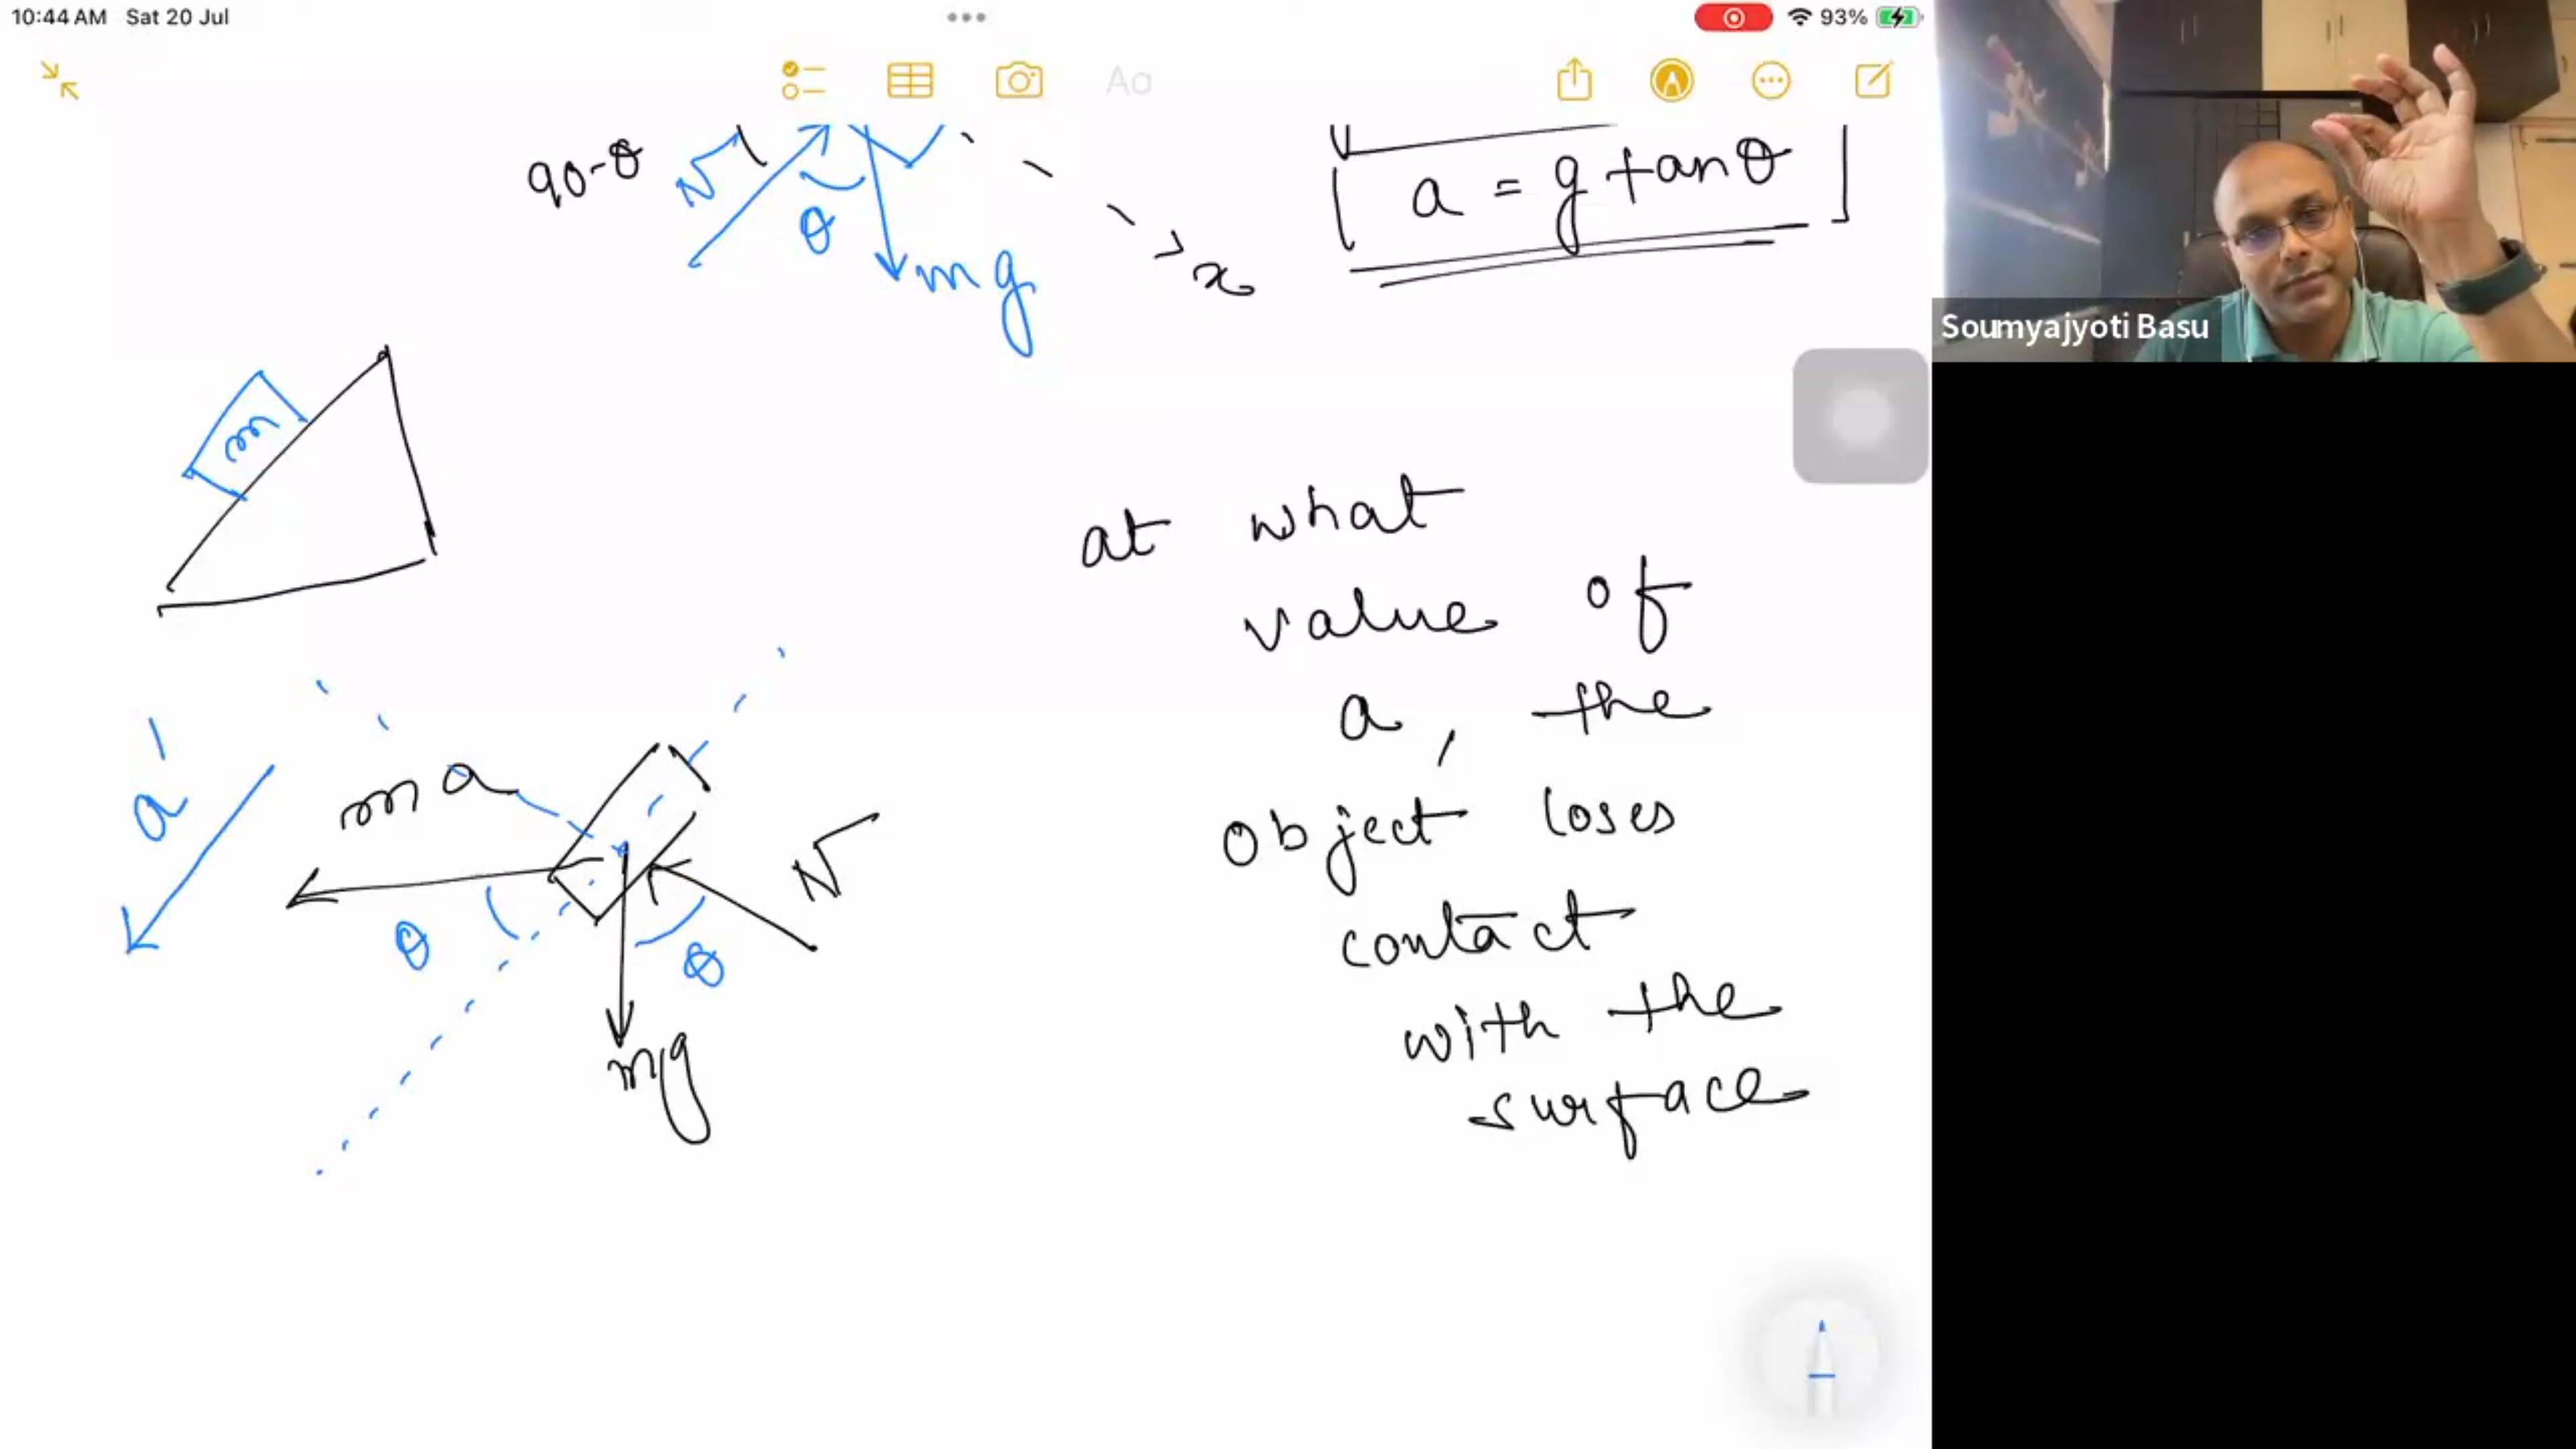 10:44 AM Sat 20 Jul
93%
Aa
90-θ N θ mg x
a = g tanθ
Soumyajyoti Basu
m
at what
value of
a, the
object loses
contact
with the
surface
a'
ma
N
θ
θ
mg